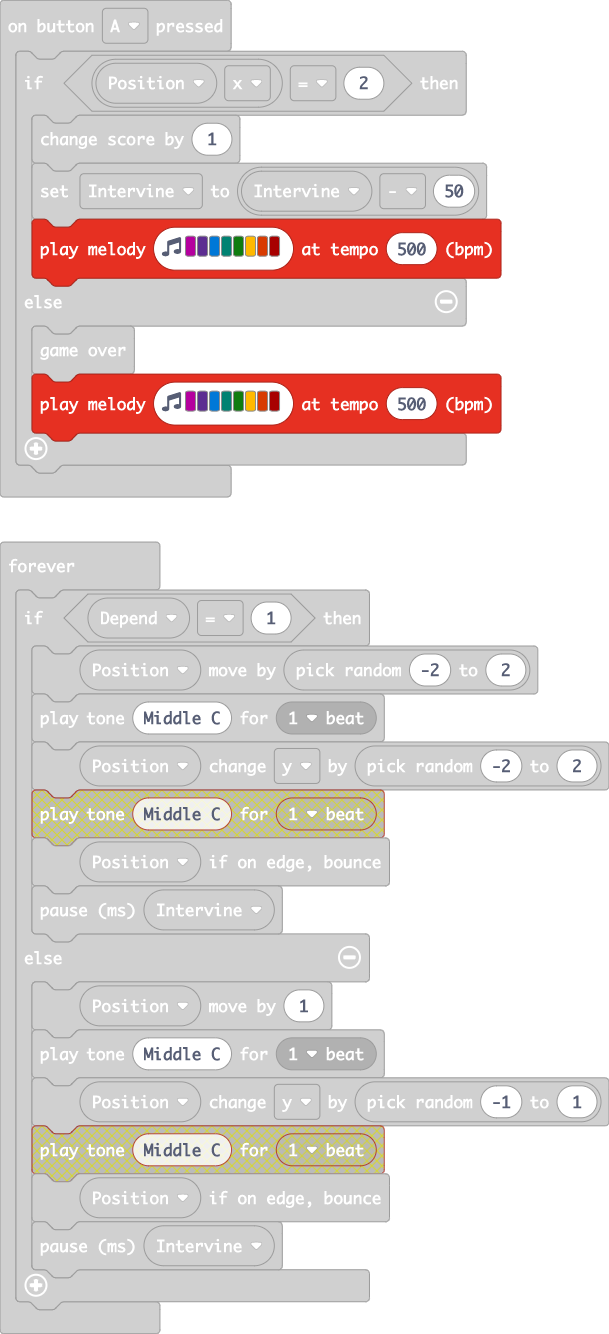 on button A pressed
if Position x = 2 then
change score by 1
set Intervine to Intervine - 50
play melody at tempo 500 (bpm)
else
game over
play melody at tempo 500 (bpm)
forever
if Depend = 1 then
Position move by pick random -2 to 2
play tone Middle C for 1 beat
Position change y by pick random -2 to 2
play tone Middle C for 1 beat
Position if on edge, bounce
pause (ms) Intervine
else
Position move by 1
play tone Middle C for 1 beat
Position change y by pick random -1 to 1
play tone Middle C for 1 beat
Position if on edge, bounce
pause (ms) Intervine